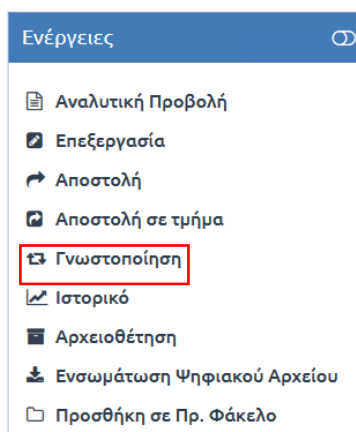 Ενέργειες
Αναλυτική Προβολή
Επεξεργασία
Αποστολή
Αποστολή σε τμήμα
Γνωστοποίηση
Ιστορικό
Αρχειοθέτηση
Ενσωμάτωση Ψηφιακού Αρχείου
Προσθήκη σε Πρ. Φάκελο